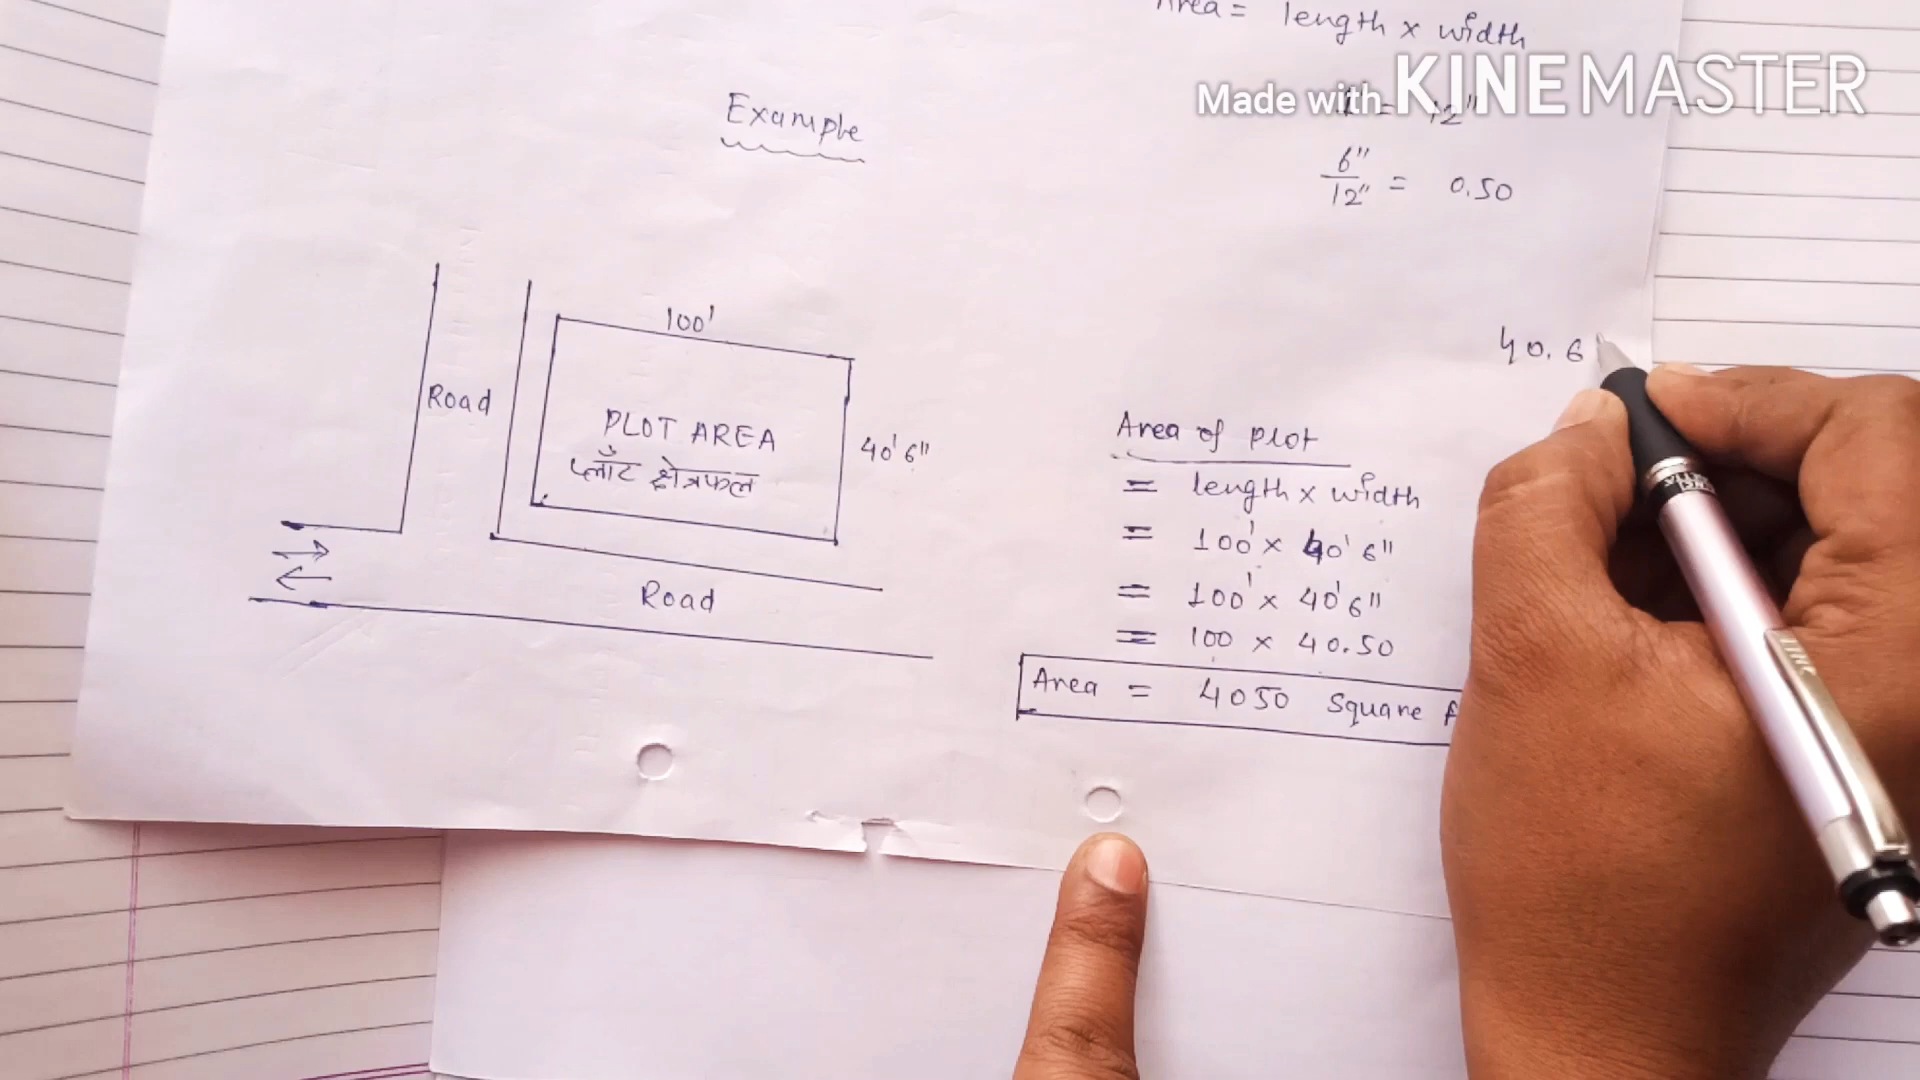 Area = length x width
Made with KINEMASTER
= 12"
6"
12" = 0.50
Example
100'
Road
PLOT AREA
प्लॉट क्षेत्रफल
40' 6"
Road
40.6
Area of plot
= length x width
= 100' x 40' 6"
= 100' x 40' 6"
= 100 x 40.50
Area = 4050 Square